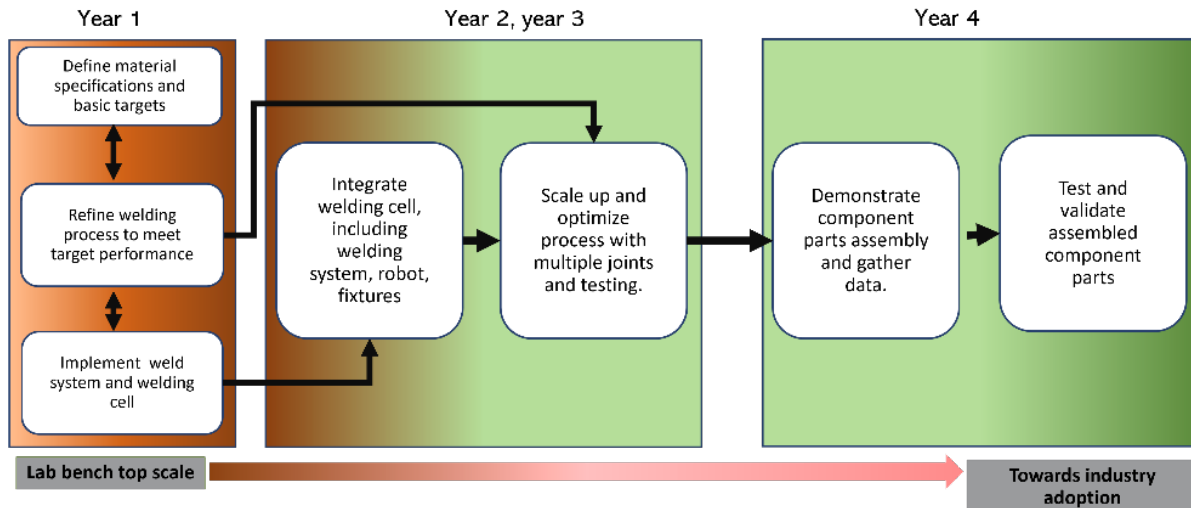 Year 1
Year 2, year 3
Year 4
Define material
specifications and
basic targets
Refine welding
process to meet
target performance
Implement weld
system and welding
cell
Integrate
welding cell,
including
welding
system, robot,
fixtures
Scale up and
optimize
process with
multiple joints
and testing.
Demonstrate
component
parts assembly
and gather
data.
Test and
validate
assembled
component
parts
Lab bench top scale
Towards industry
adoption